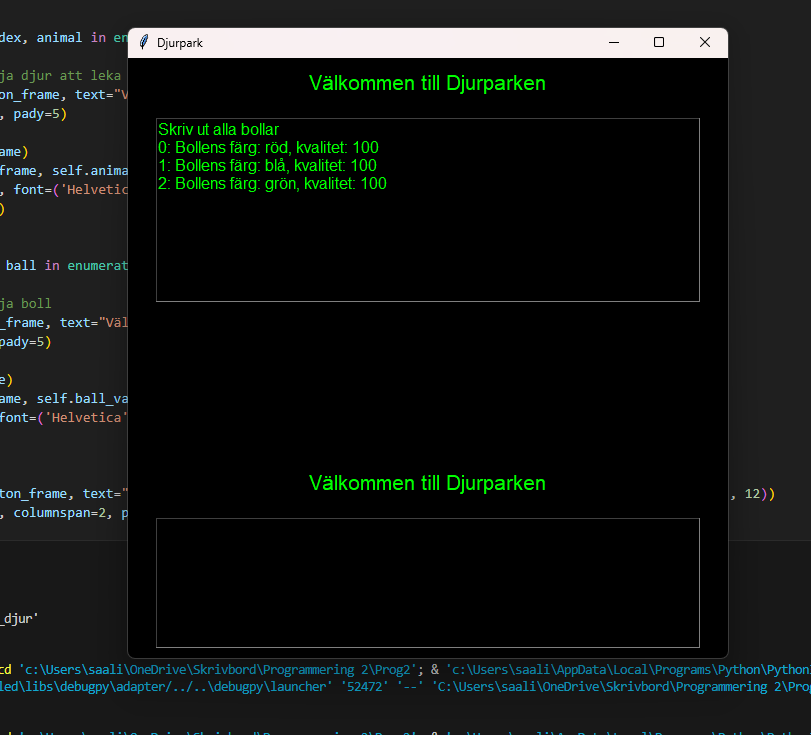 dex, animal in en
Djurpark
ja djur att leka
on_frame, text="V
, pady=5)
ame)
frame, self.anima
, font=('Helvetic
)
ball in enumerat
ja boll
_frame, text="Väl
pady=5)
e)
ame, self.ball_va
font=('Helvetica'
ton_frame, text="
, 12))
, columnspan=2, p
Välkommen till Djurparken
Skriv ut alla bollar
0: Bollens färg: röd, kvalitet: 100
1: Bollens färg: blå, kvalitet: 100
2: Bollens färg: grön, kvalitet: 100
Välkommen till Djurparken
_djur'
cd 'c:\Users\saali\OneDrive\Skrivbord\Programmering 2\Prog2'; & 'c:\Users\saali\AppData\Local\Programs\Python\Python
ied\libs\debugpy\adapter/../..\debugpy\launcher' '52472' '--' 'C:\Users\saali\OneDrive\Skrivbord\Programmering 2\Prog